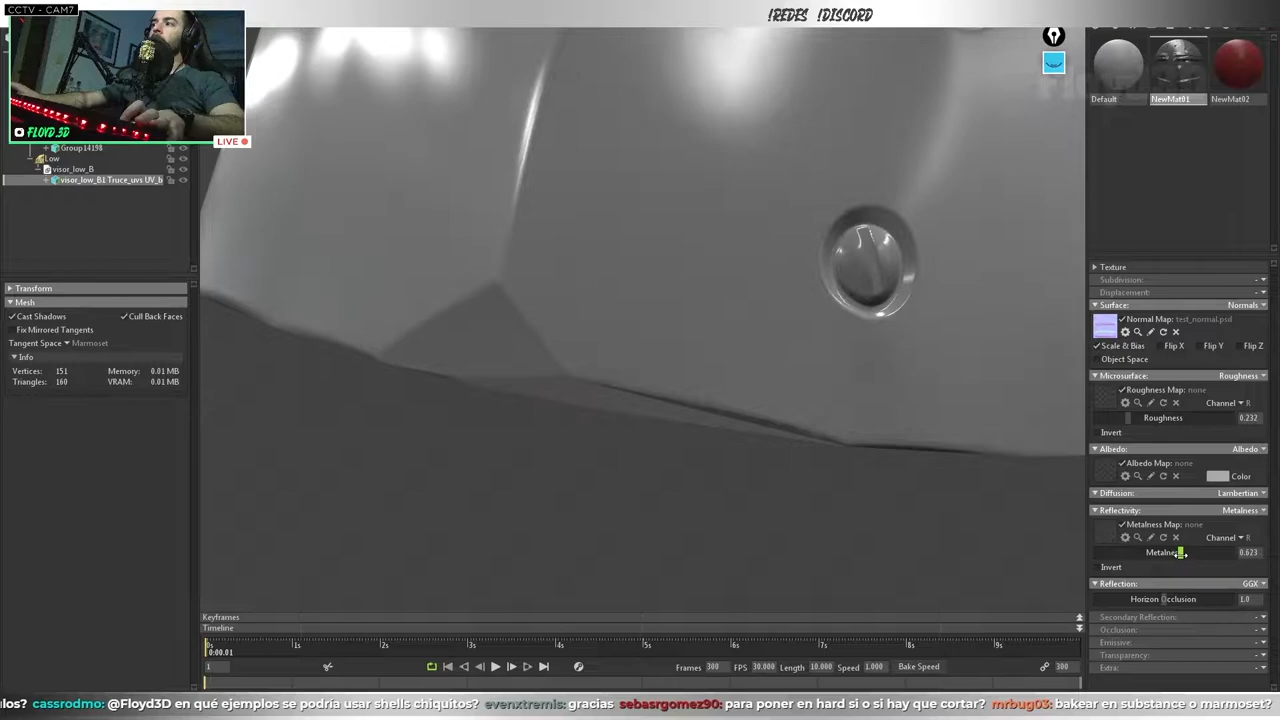 CCTV - CAM7
!REDES !DISCORD
FLOYD.3D
LIVE
Group14198
Low
visor_low_B
visor_low_B1 Truce_uvs UV_b
Transform
Mesh
Cast Shadows
Cull Back Faces
Fix Mirrored Tangents
Tangent Space
Marmoset
Info
Vertices: 151
Memory: 0.01 MB
Triangles: 160
VRAM: 0.01 MB
Default
NewMat01
NewMat02
Texture
Subdivision:
Displacement:
Surface: Normals
Normal Map: test_normal.psd
Scale & Bias Flip X Flip Y Flip Z
Object Space
Microsurface: Roughness
Roughness Map: none
Channel R
Roughness 0.232
Invert
Albedo: Albedo
Albedo Map: none
Color
Diffusion: Lambertian
Reflectivity: Metalness
Metalness Map: none
Channel R
0.623
Invert
Reflection: GGX
Horizon Occlusion 1.0
Secondary Reflection:
Occlusion:
Emissive:
Transparency:
Extra:
Keyframes
Timeline
0s 1s 2s 3s 4s 5s 6s 7s 8s 9s
0:00.01
1
Frames 300 FPS 30.000 Length 10.000 Speed 1.000 Bake Speed 300
los? cassrodmo: @Floyd3D en qué ejemplos se podría usar shells chiquitos? evenxtremis: gracias sebasrgomez90: para poner en hard si o si hay que cortar? mrbug03: bakear en substance o marmoset?